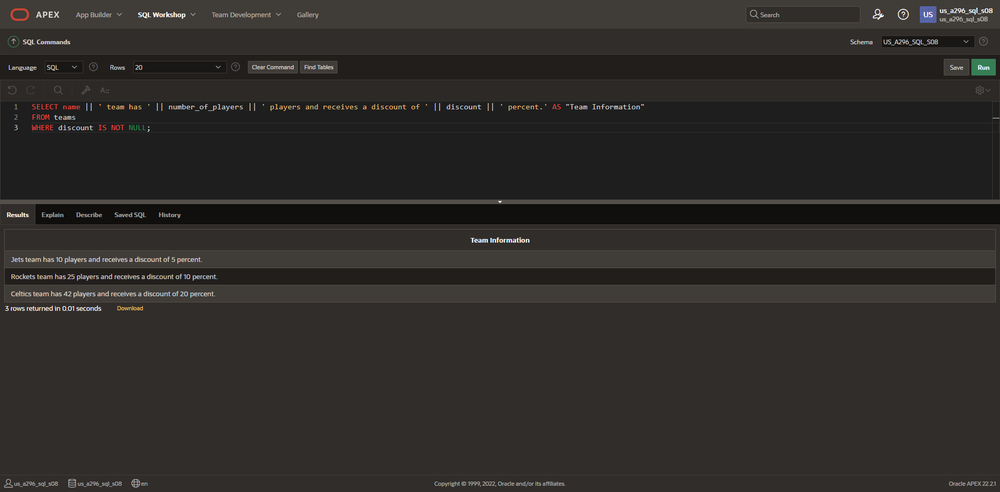 APEX App Builder SQL Workshop Team Development Gallery Search US us_a296_sql_s08
us_a296_sql_s08
SQL Commands Schema US_A296_SQL_S08
Language SQL Rows 20 Clear Command Find Tables Save Run
A::
1 SELECT name || ' team has ' || number_of_players || ' players and receives a discount of ' || discount || ' percent.' AS "Team Information"
2 FROM teams
3 WHERE discount IS NOT NULL;
Results Explain Describe Saved SQL History
Team Information
Jets team has 10 players and receives a discount of 5 percent.
Rockets team has 25 players and receives a discount of 10 percent.
Celtics team has 42 players and receives a discount of 20 percent.
3 rows returned in 0.01 seconds Download
us_a296_sql_s08 us_a296_sql_s08 en Copyright © 1999, 2022, Oracle and/or its affiliates. Oracle APEX 22.2.1